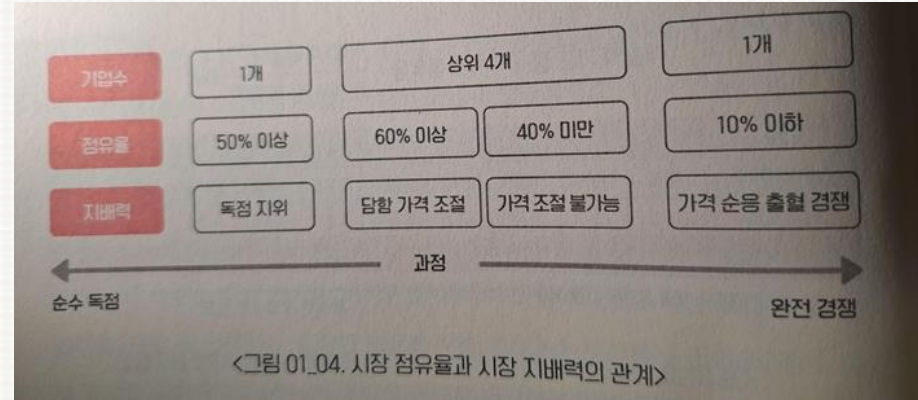 기업수 1개 상위 4개 1개
점유율 50% 이상 60% 이상 40% 미만 10% 이하
지배력 독점 지위 담합 가격 조절 가격 조절 불가능 가격 순응 출혈 경쟁
과정
순수 독점 완전 경쟁
<그림 01_04. 시장 점유율과 시장 지배력의 관계>